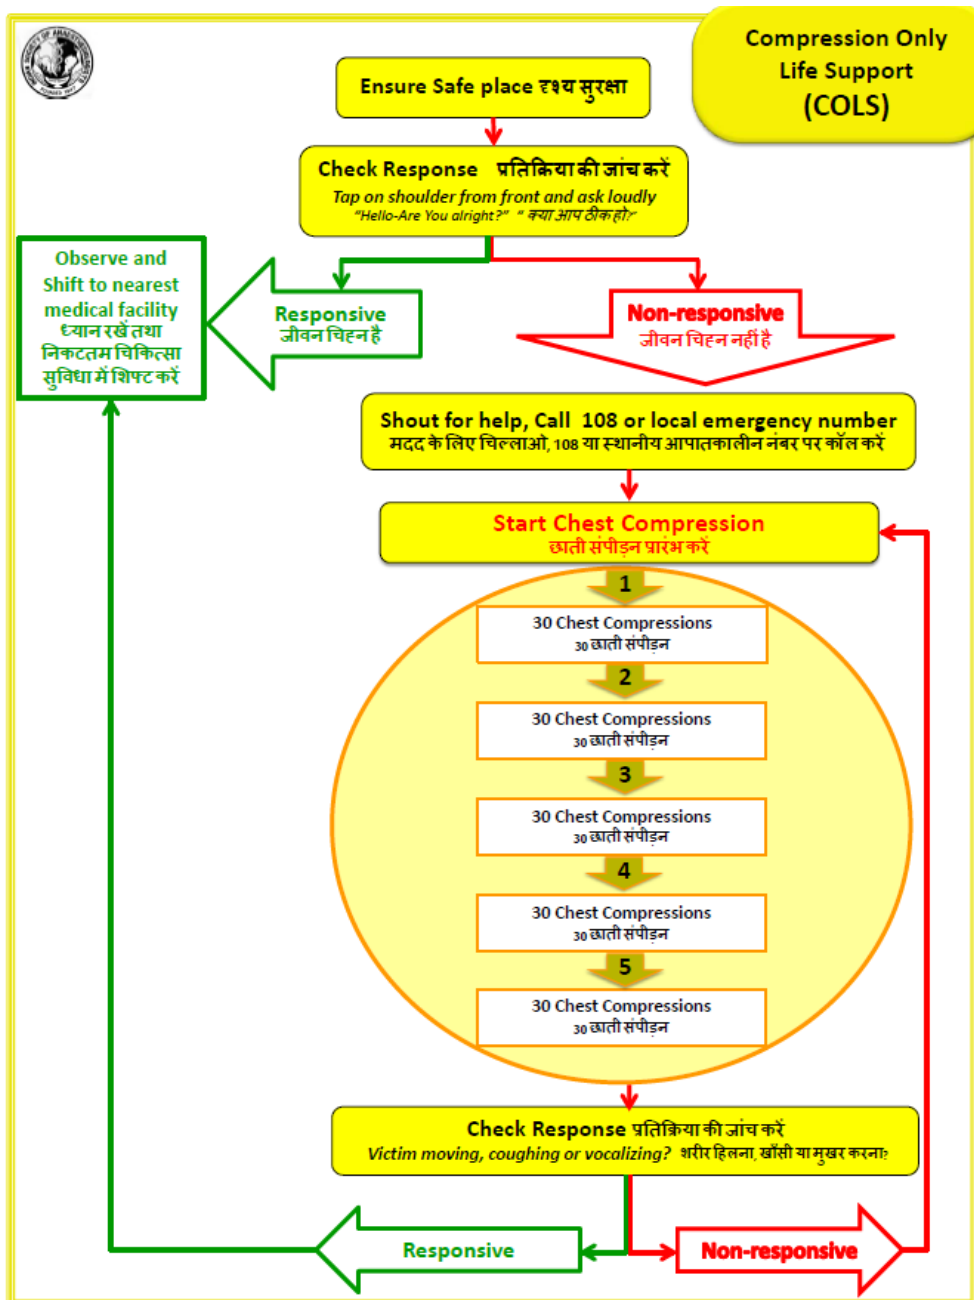 Compression Only
Life Support
(COLS)
Ensure Safe place दृश्य सुरक्षा
Check Response प्रतिक्रिया की जांच करें
Tap on shoulder from front and ask loudly
"Hello-Are You alright?" " क्या आप ठीक हो?"
Observe and
Shift to nearest
medical facility
ध्यान रखें तथा
निकटतम चिकित्सा
सुविधा में शिफ्ट करें
Responsive
जीवन चिह्न है
Non-responsive
जीवन चिह्न नहीं है
Shout for help, Call 108 or local emergency number
मदद के लिए चिल्लाओ, 108 या स्थानीय आपातकालीन नंबर पर कॉल करें
Start Chest Compression
छाती संपीड़न प्रारंभ करें
1
30 Chest Compressions
30 छाती संपीड़न
2
30 Chest Compressions
30 छाती संपीड़न
3
30 Chest Compressions
30 छाती संपीड़न
4
30 Chest Compressions
30 छाती संपीड़न
5
30 Chest Compressions
30 छाती संपीड़न
Check Response प्रतिक्रिया की जांच करें
Victim moving, coughing or vocalizing? शरीर हिलना, खाँसी या मुखर करना?
Responsive
Non-responsive